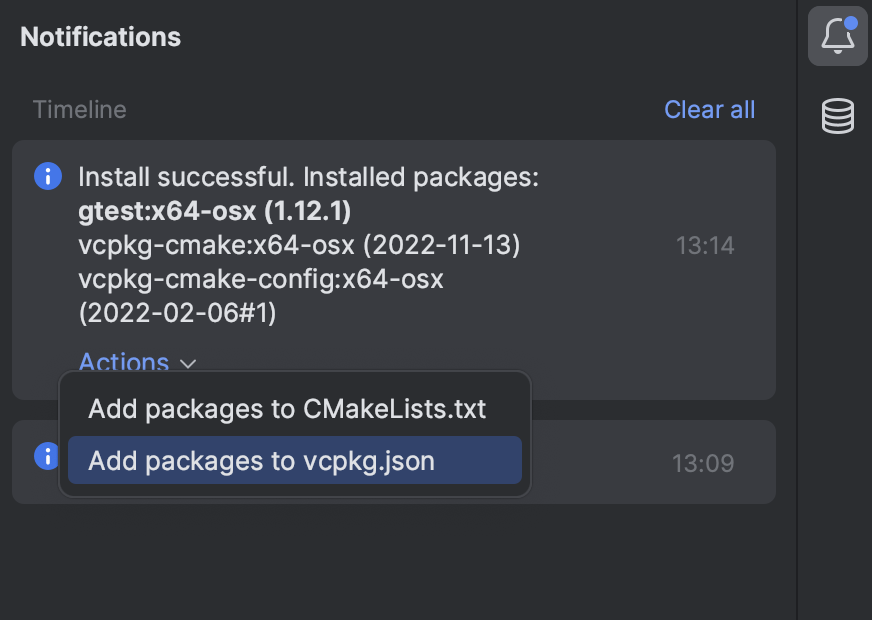 Notifications
Timeline
Clear all
Install successful. Installed packages:
gtest:x64-osx (1.12.1)
vcpkg-cmake:x64-osx (2022-11-13)
13:14
vcpkg-cmake-config:x64-osx
(2022-02-06#1)
Actions
Add packages to CMakeLists.txt
Add packages to vcpkg.json
13:09